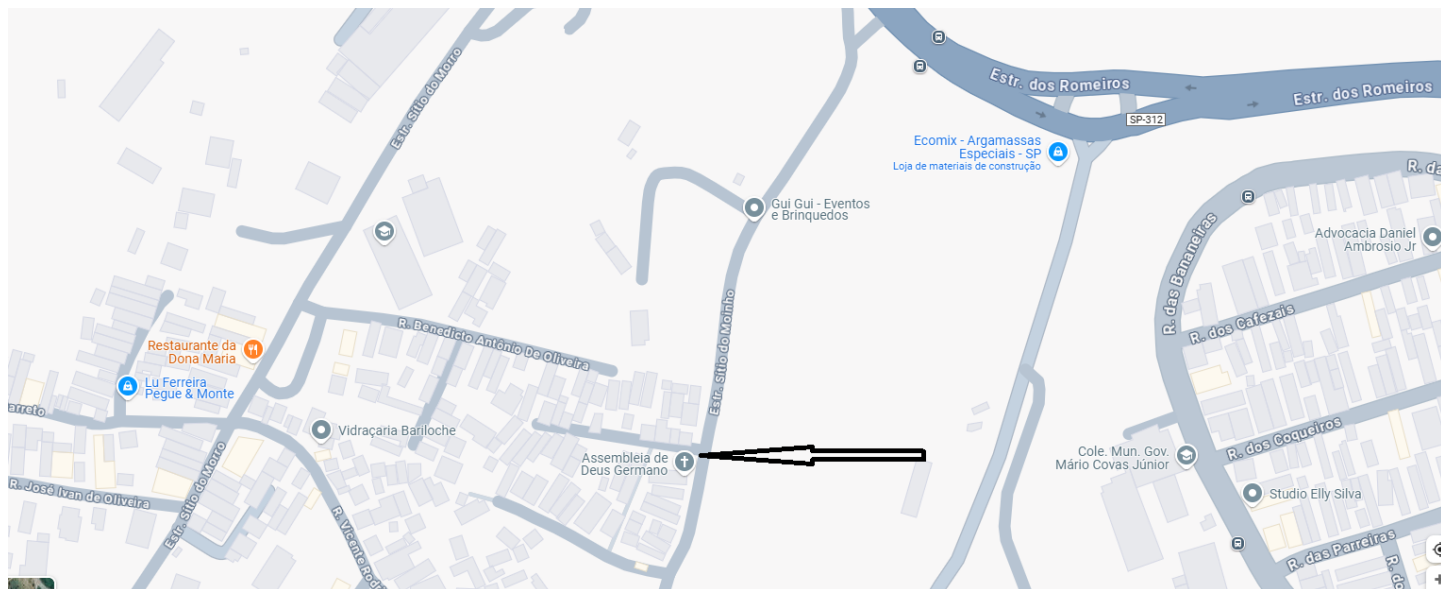 Estr. Sítio do Morro
Estr. dos Romeiros
Estr. dos Romeiros
SP-312
Ecomix - Argamassas
Especiais - SP
Loja de materiais de construção
R. das Bananeiras
Gui Gui - Eventos
e Brinquedos
Advocacia Daniel
Ambrosio Jr
R. dos Cafezais
Estr. Sítio do Moinho
R. Benedicto Antônio De Oliveira
Restaurante da
Dona Maria
Lu Ferreira
Pegue & Monte
Vidraçaria Bariloche
Assembleia de
Deus Germano
R. dos Coqueiros
Cole. Mun. Gov.
Mário Covas Júnior
Studio Elly Silva
R. José Ivan de Oliveira
Estr. Sítio do Morro
R. Vicente
R. das Parreiras